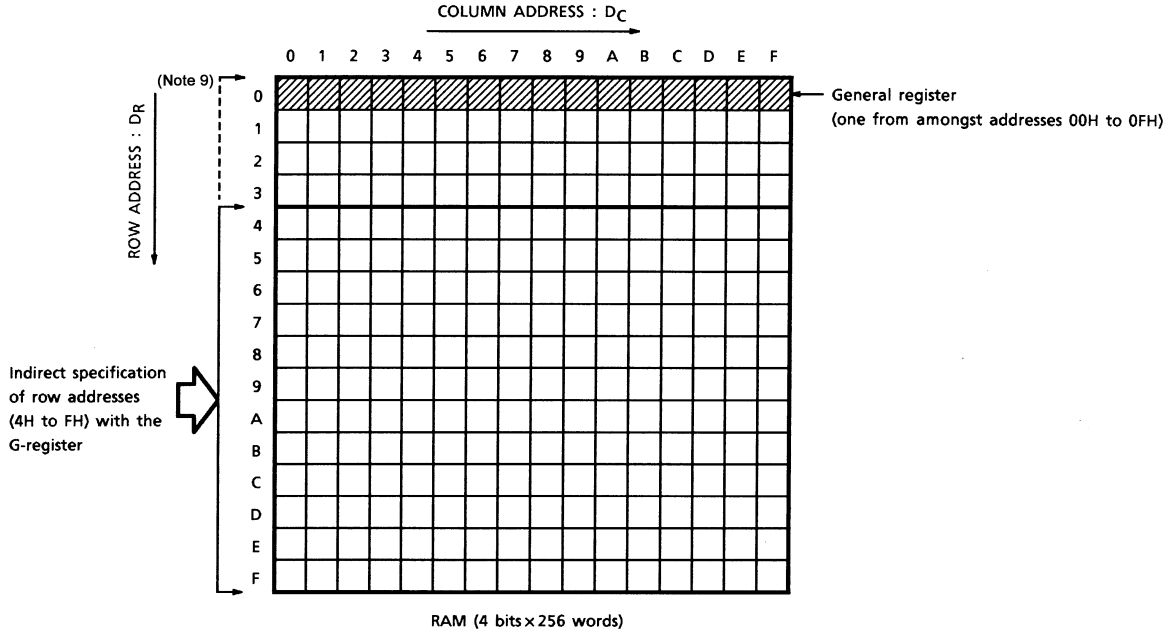 COLUMN ADDRESS : DC
0 1 2 3 4 5 6 7 8 9 A B C D E F
(Note 9)
ROW ADDRESS : DR
0
1
2
3
4
5
6
7
8
9
A
B
C
D
E
F
General register
(one from amongst addresses 00H to 0FH)
Indirect specification
of row addresses
(4H to FH) with the
G-register
RAM (4 bits×256 words)